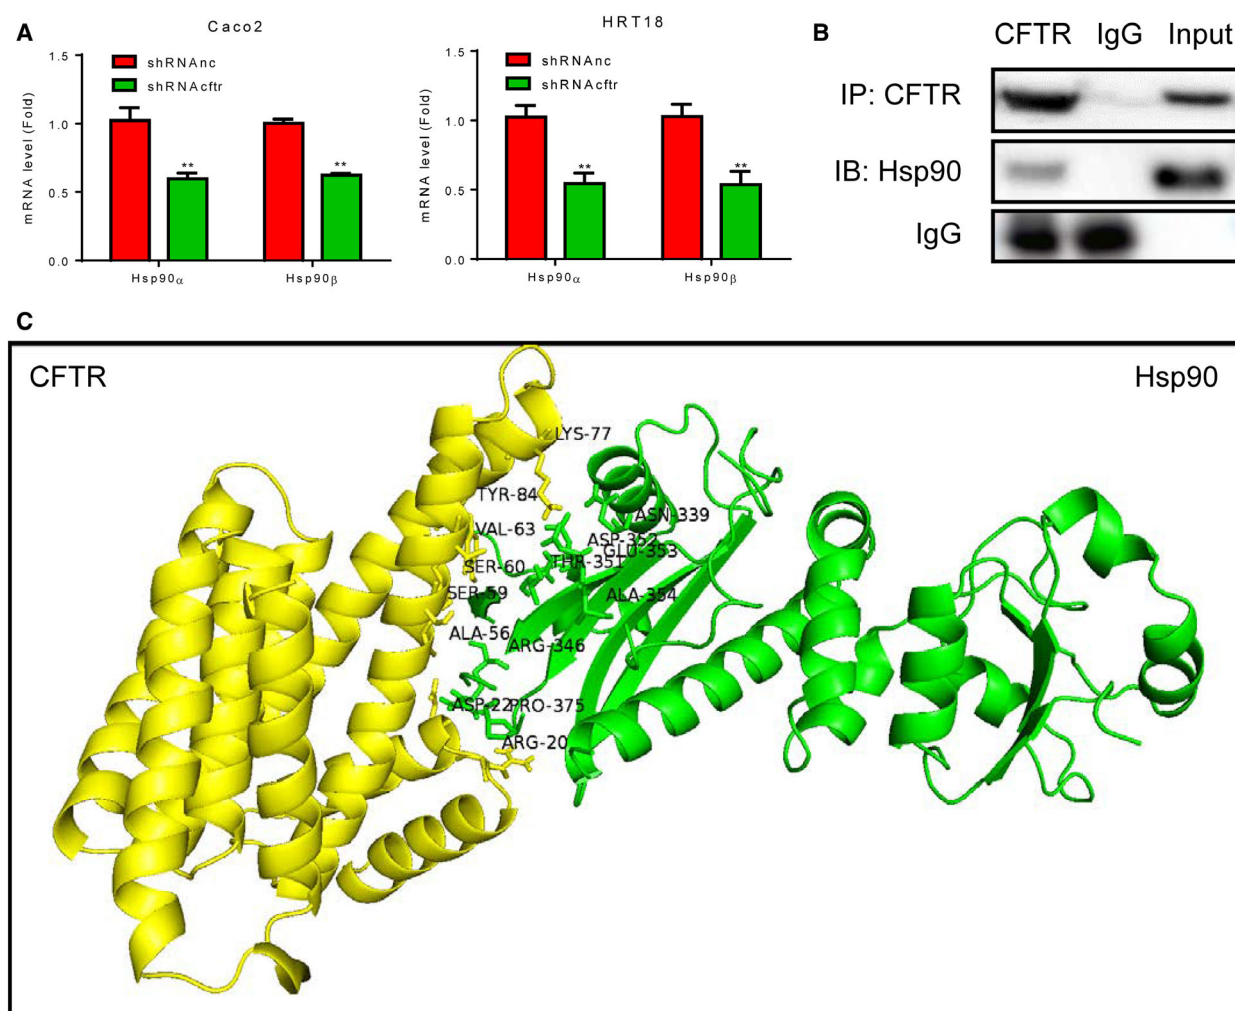 A
Caco2
mRNA level (Fold)
1.5
1.0
0.5
0.0
shRNAnc
shRNAcftr
**
**
Hsp90α
Hsp90β
HRT18
mRNA level (Fold)
1.5
1.0
0.5
0.0
shRNAnc
shRNAcftr
**
**
Hsp90α
Hsp90β
B
CFTR IgG Input
IP: CFTR
IB: Hsp90
IgG
C
CFTR
Hsp90
LYS-77
TYR-84
ASN-339
VAL-63
ASP-352
GLU-353
SER-60
THR-351
SER-59
ALA-354
ALA-56
ARG-346
ASP-22
PRO-375
ARG-20